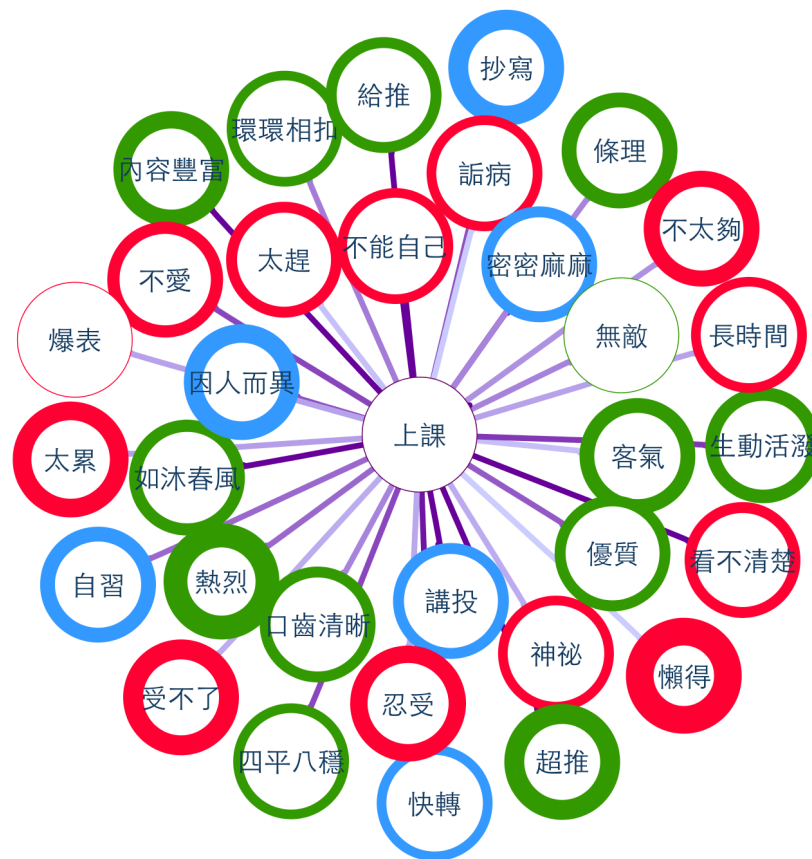 抄寫
給推
環環相扣
條理
內容豐富
詬病
不太夠
不能自己
太趕
密密麻麻
不愛
長時間
無敵
爆表
因人而異
上課
生動活潑
客氣
太累
如沐春風
優質
看不清楚
熱烈
自習
講投
口齒清晰
神祕
懶得
受不了
忍受
四平八穩
超推
快轉